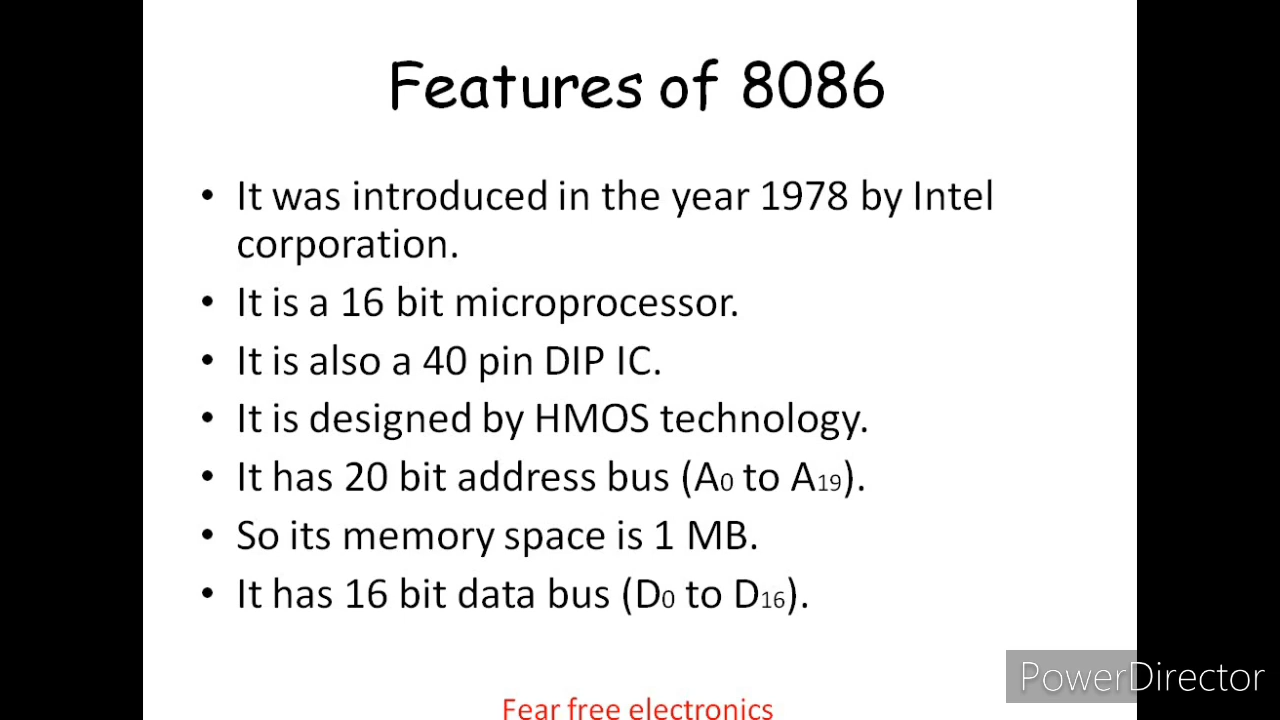 Features of 8086
• It was introduced in the year 1978 by Intel
corporation.
• It is a 16 bit microprocessor.
• It is also a 40 pin DIP IC.
• It is designed by HMOS technology.
• It has 20 bit address bus (A0 to A19).
• So its memory space is 1 MB.
• It has 16 bit data bus (D0 to D16).
PowerDirector
Fear free electronics